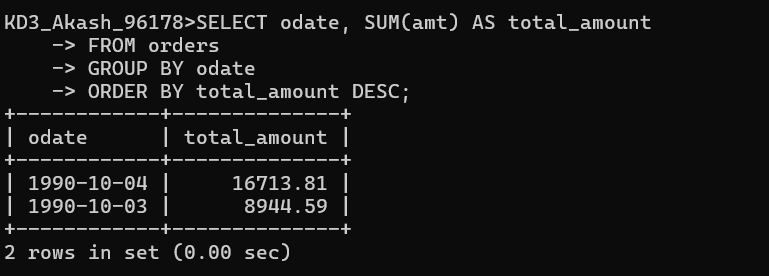 KD3_Akash_96178>SELECT odate, SUM(amt) AS total_amount
    -> FROM orders
    -> GROUP BY odate
    -> ORDER BY total_amount DESC;
+------------+--------------+
| odate      | total_amount |
+------------+--------------+
| 1990-10-04 |     16713.81 |
| 1990-10-03 |      8944.59 |
+------------+--------------+
2 rows in set (0.00 sec)